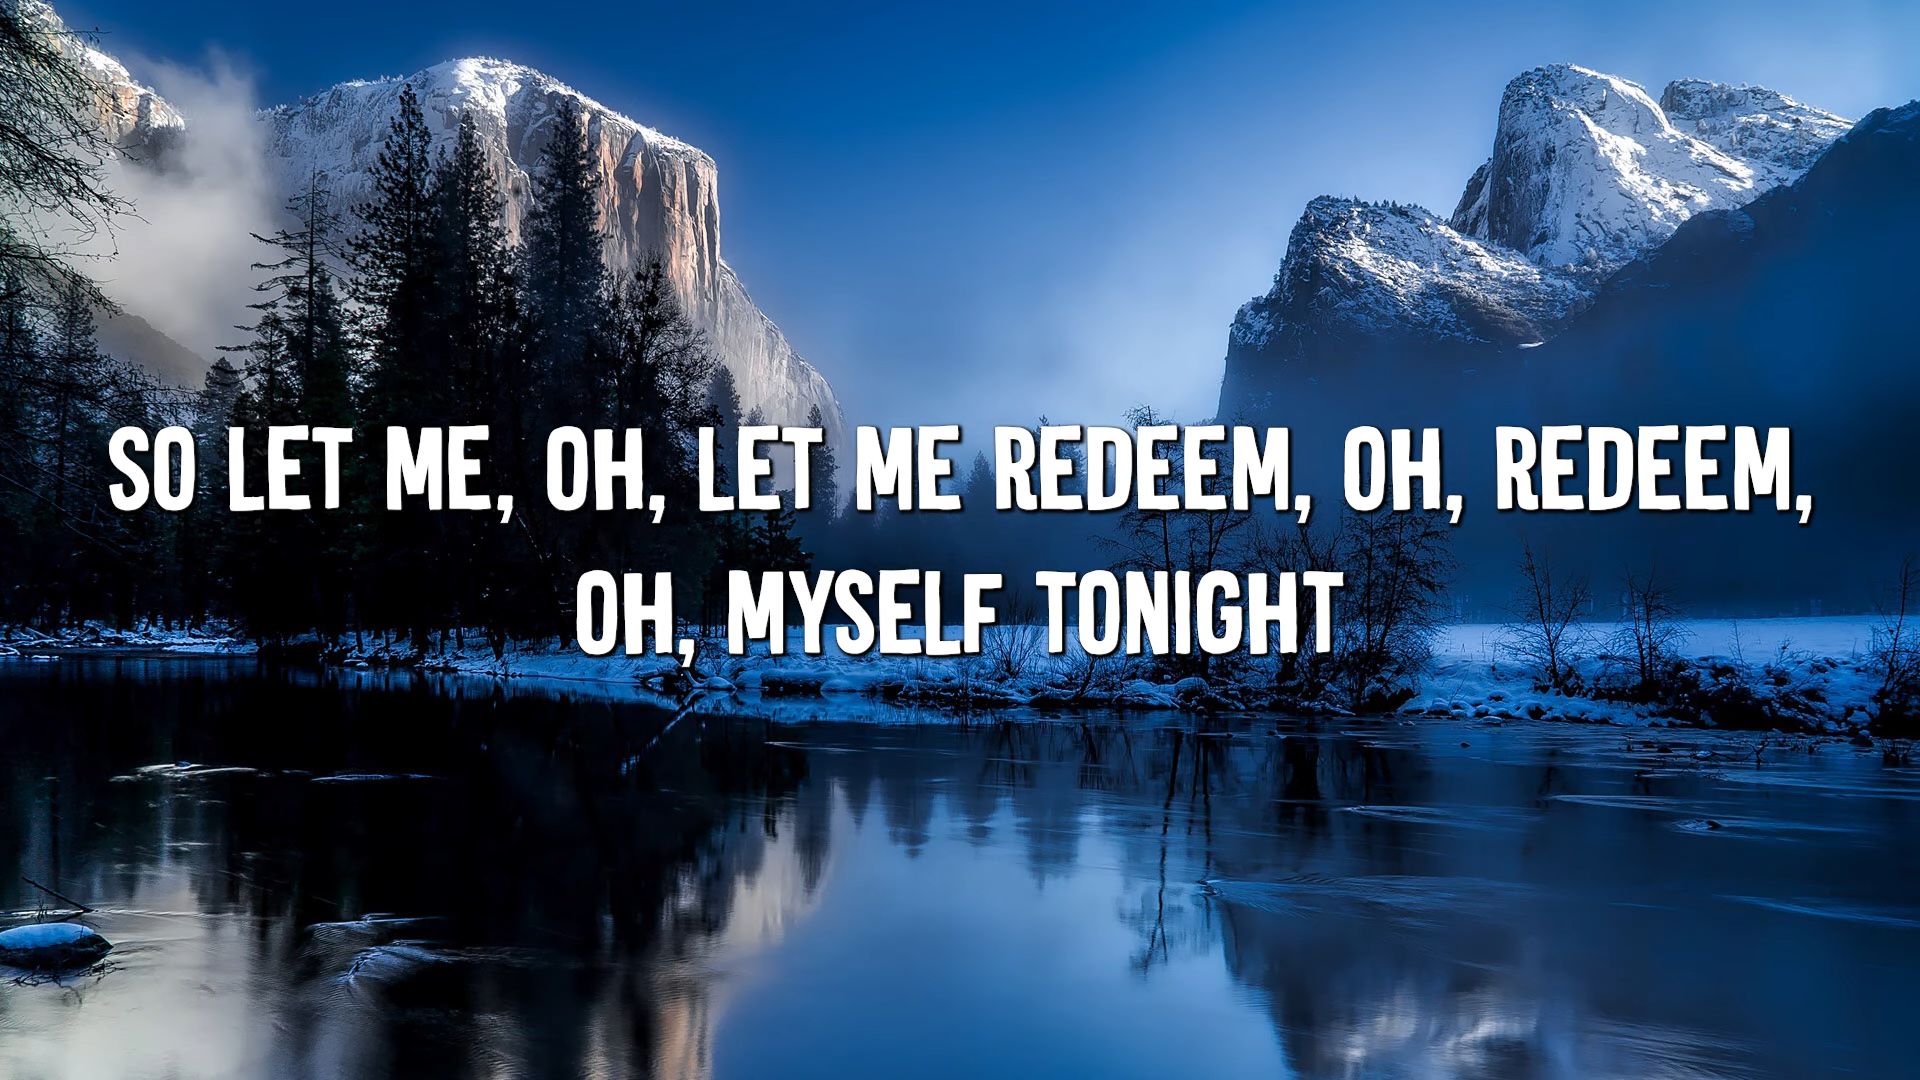 SO LET ME, OH, LET ME REDEEM, OH, REDEEM,
OH, MYSELF TONIGHT